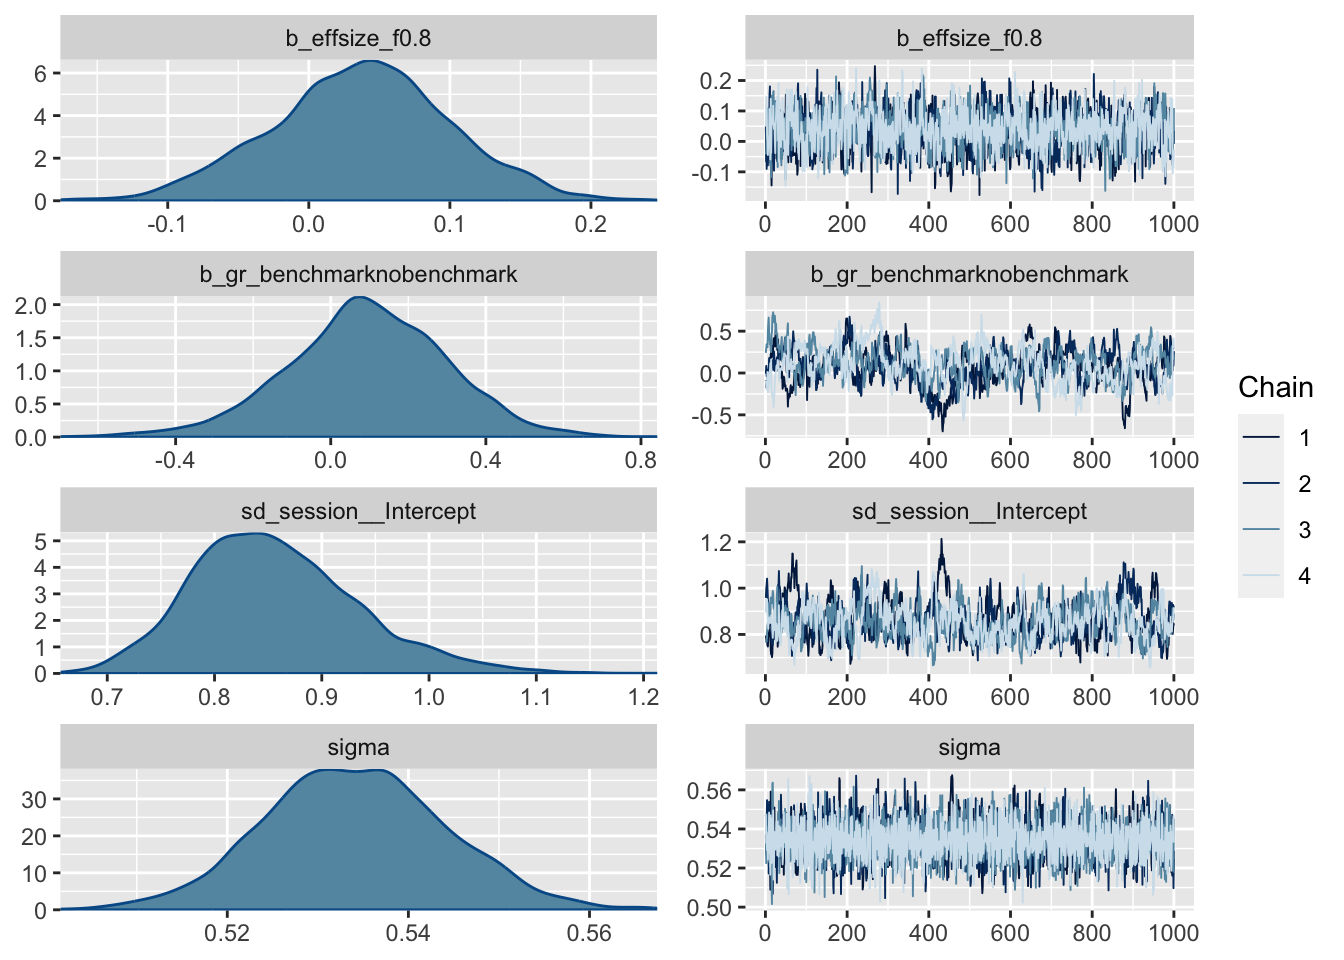 b_effsize_f0.8
b_effsize_f0.8
6
4
2
0
-0.1 0.0 0.1 0.2
0.2
0.1
0.0
-0.1
0 200 400 600 800 1000
b_gr_benchmarknobenchmark
b_gr_benchmarknobenchmark
2.0
1.5
1.0
0.5
0.0
-0.4 0.0 0.4 0.8
0.5
0.0
-0.5
0 200 400 600 800 1000
sd_session__Intercept
sd_session__Intercept
5
4
3
2
1
0
0.7 0.8 0.9 1.0 1.1 1.2
1.2
1.0
0.8
0 200 400 600 800 1000
sigma
sigma
30
20
10
0
0.52 0.54 0.56
0.56
0.54
0.52
0.50
0 200 400 600 800 1000
Chain
1
2
3
4